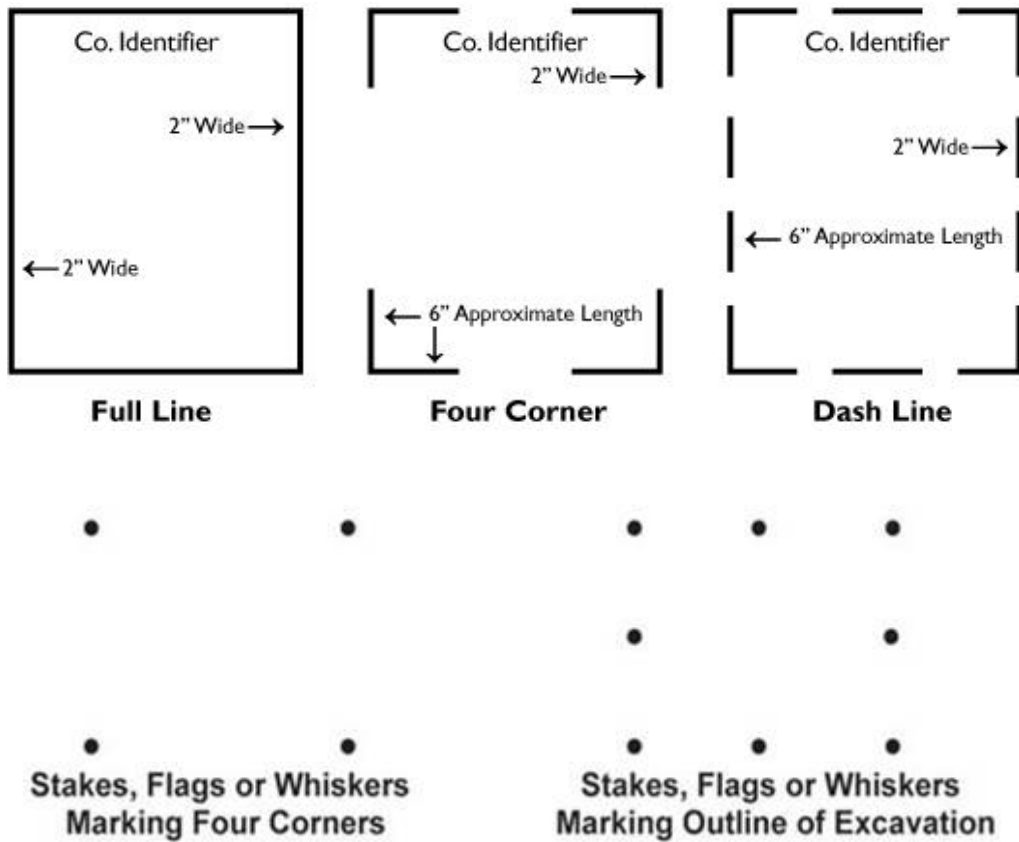 Co. Identifier
2" Wide
2" Wide
Full Line
Co. Identifier
2" Wide
6" Approximate Length
Four Corner
Co. Identifier
2" Wide
6" Approximate Length
Dash Line
Stakes, Flags or Whiskers
Marking Four Corners
Stakes, Flags or Whiskers
Marking Outline of Excavation